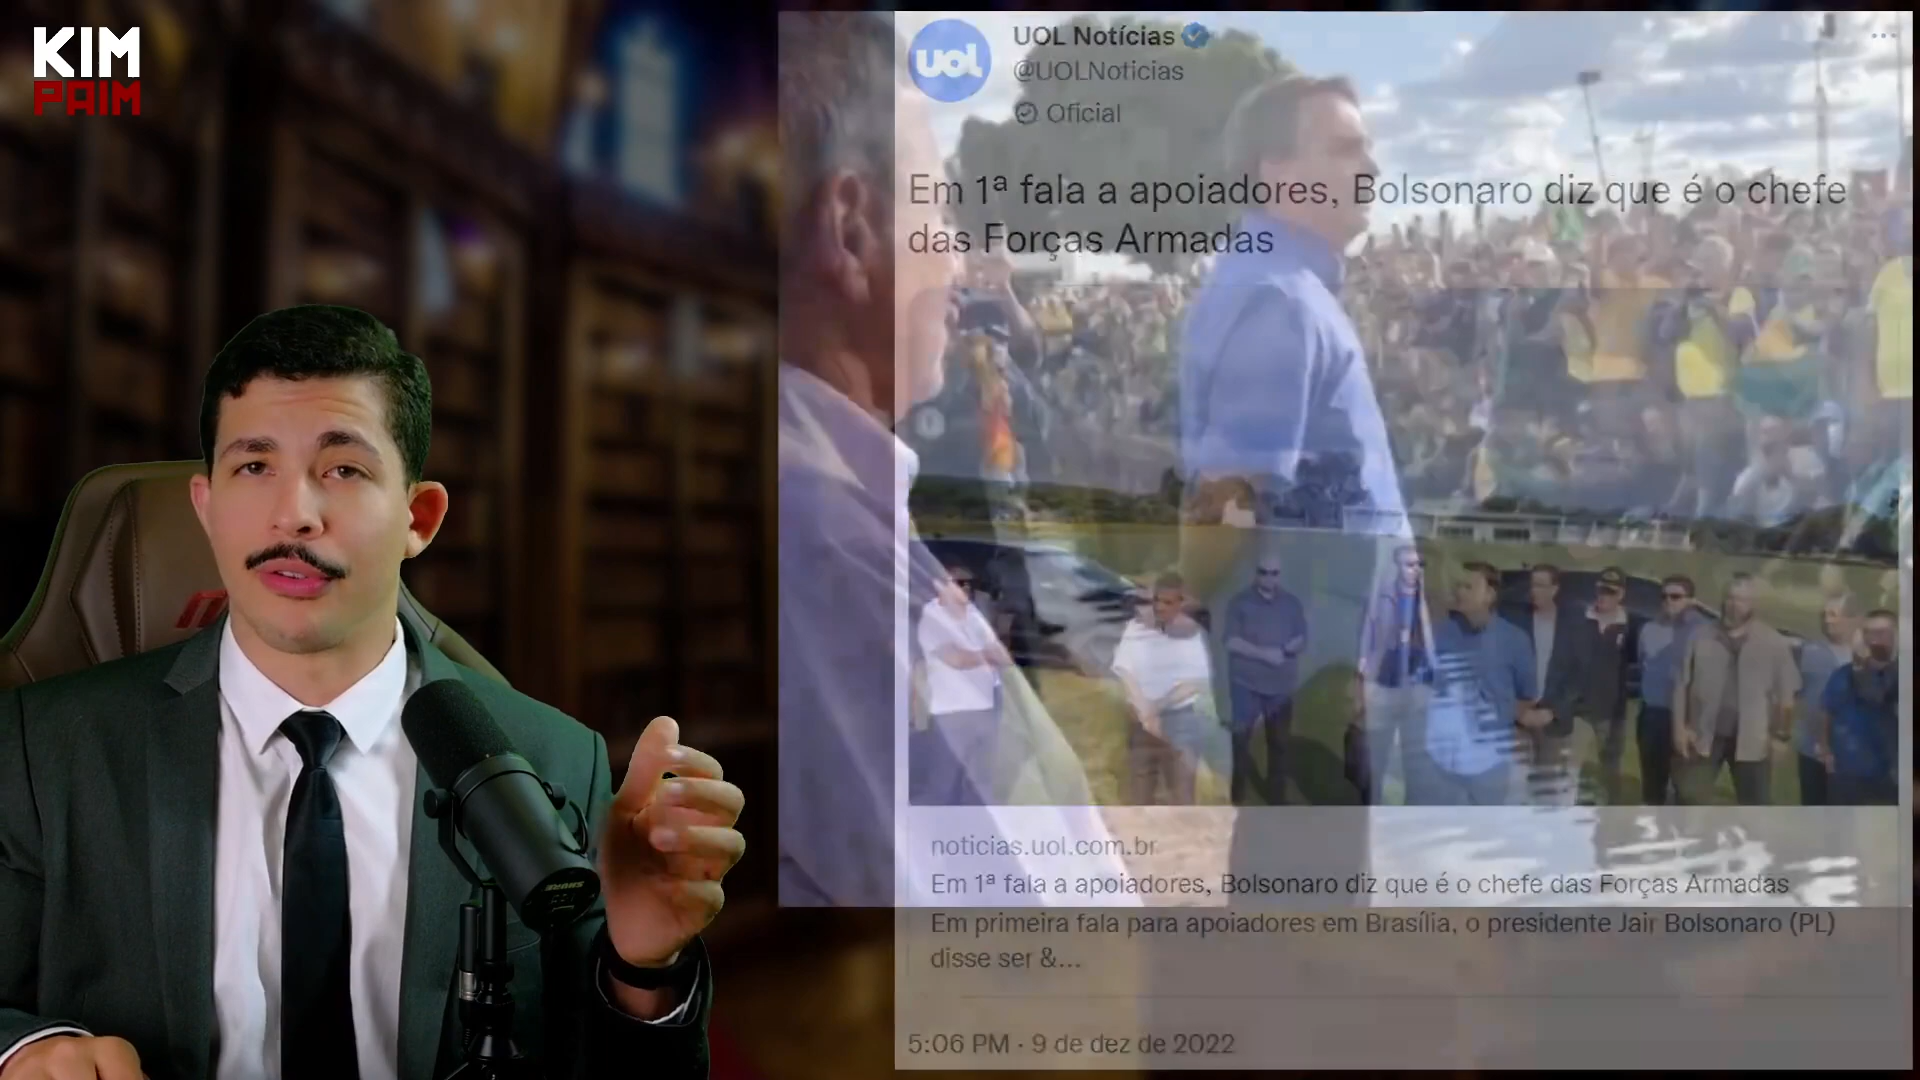 KIM
PAIM
uol
UOL Notícias
@UOLNoticias
Oficial
Em 1ª fala a apoiadores, Bolsonaro diz que é o chefe
das Forças Armadas
noticias.uol.com.br
Em 1ª fala a apoiadores, Bolsonaro diz que é o chefe das Forças Armadas
Em primeira fala para apoiadores em Brasília, o presidente Jair Bolsonaro (PL)
disse ser &...
5:06 PM · 9 de dez de 2022
SHURE